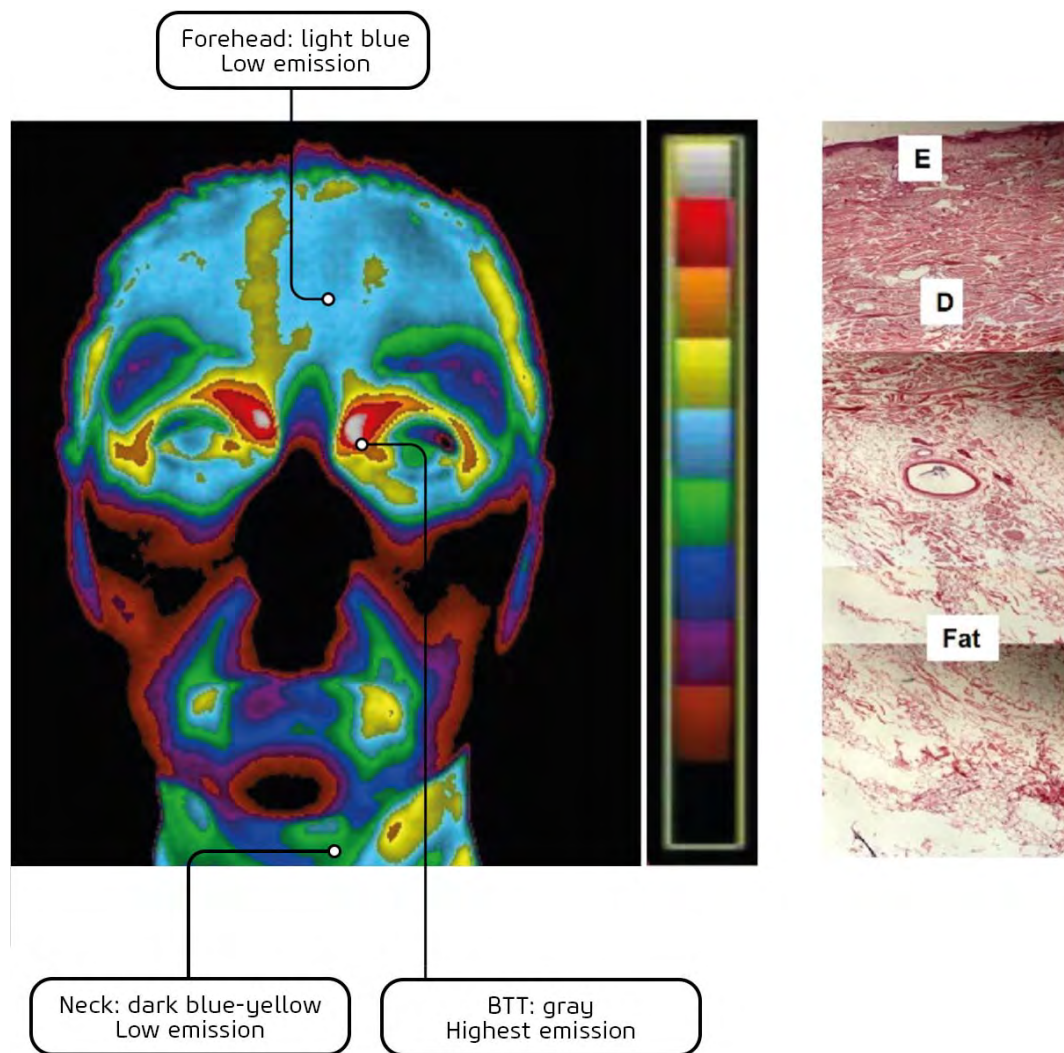 Forehead: light blue
Low emission
E
D
Fat
Neck: dark blue-yellow
Low emission
BTT: gray
Highest emission